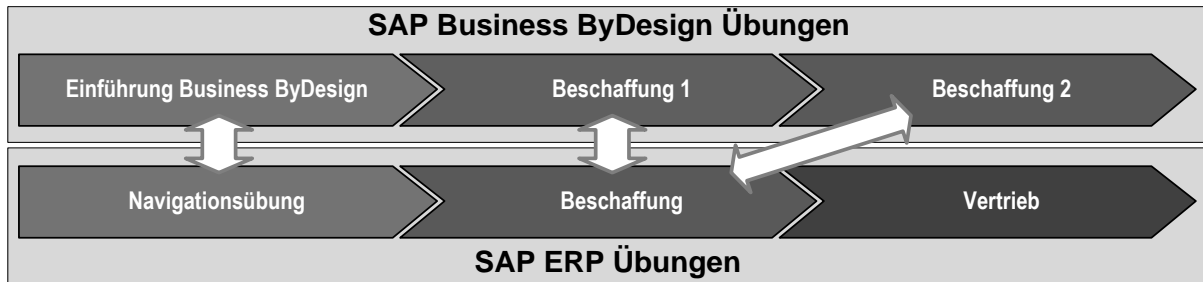 SAP Business ByDesign Übungen
Einführung Business ByDesign
Beschaffung 1
Beschaffung 2
Navigationsübung
Beschaffung
Vertrieb
SAP ERP Übungen